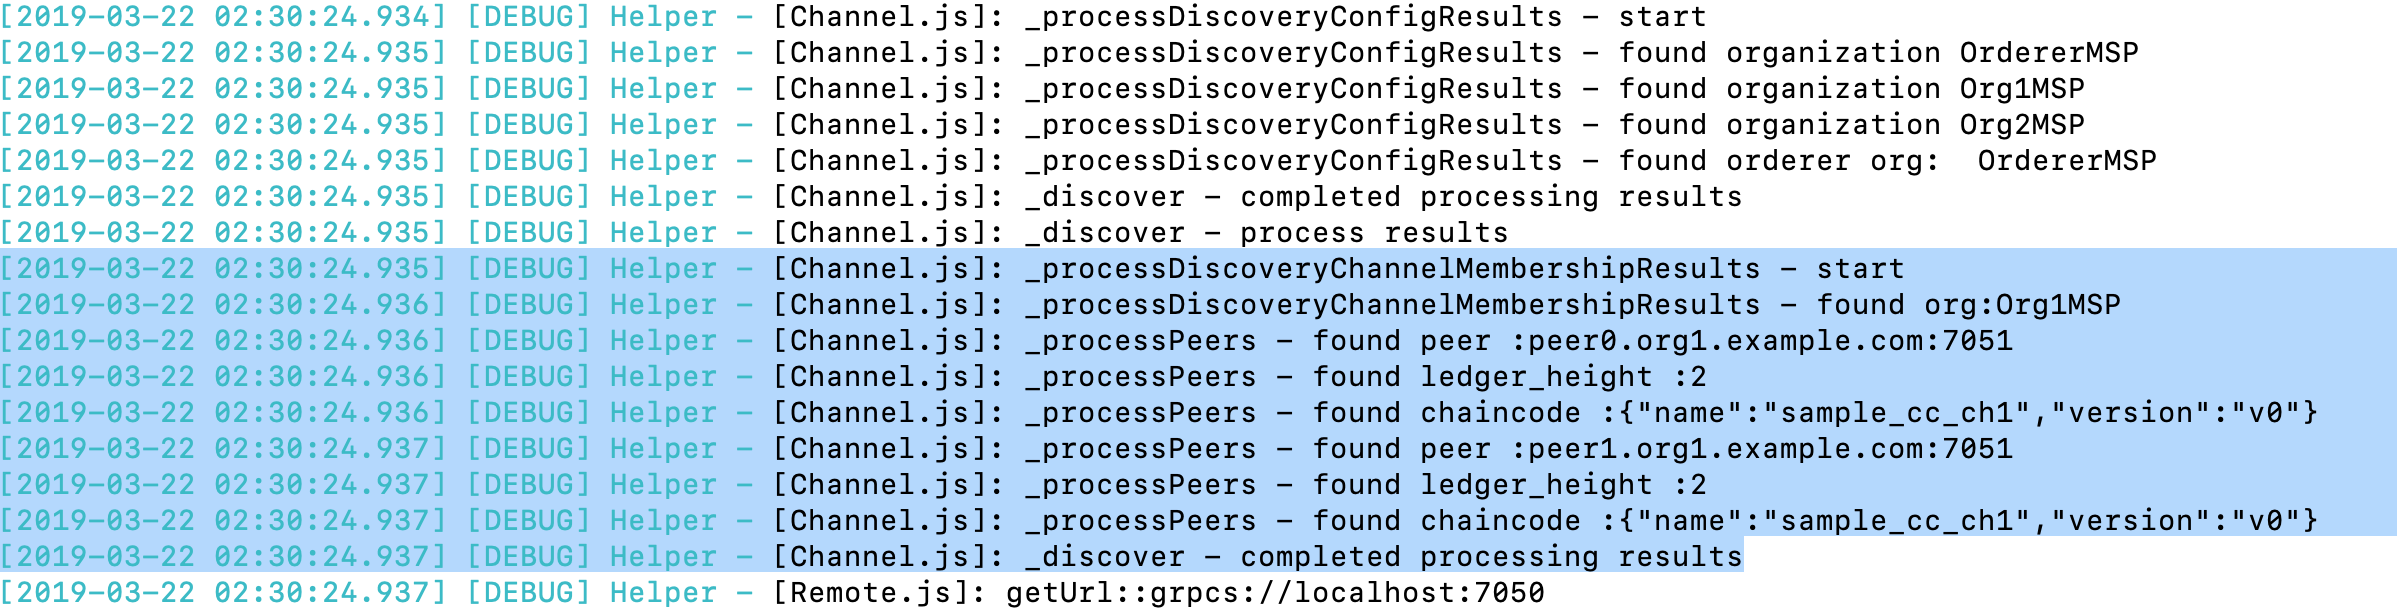 [2019-03-22 02:30:24.934] [DEBUG] Helper - [Channel.js]: _processDiscoveryConfigResults - start
[2019-03-22 02:30:24.935] [DEBUG] Helper - [Channel.js]: _processDiscoveryConfigResults - found organization OrdererMSP
[2019-03-22 02:30:24.935] [DEBUG] Helper - [Channel.js]: _processDiscoveryConfigResults - found organization Org1MSP
[2019-03-22 02:30:24.935] [DEBUG] Helper - [Channel.js]: _processDiscoveryConfigResults - found organization Org2MSP
[2019-03-22 02:30:24.935] [DEBUG] Helper - [Channel.js]: _processDiscoveryConfigResults - found orderer org:  OrdererMSP
[2019-03-22 02:30:24.935] [DEBUG] Helper - [Channel.js]: _discover - completed processing results
[2019-03-22 02:30:24.935] [DEBUG] Helper - [Channel.js]: _discover - process results
[2019-03-22 02:30:24.935] [DEBUG] Helper - [Channel.js]: _processDiscoveryChannelMembershipResults - start
[2019-03-22 02:30:24.936] [DEBUG] Helper - [Channel.js]: _processDiscoveryChannelMembershipResults - found org:Org1MSP
[2019-03-22 02:30:24.936] [DEBUG] Helper - [Channel.js]: _processPeers - found peer :peer0.org1.example.com:7051
[2019-03-22 02:30:24.936] [DEBUG] Helper - [Channel.js]: _processPeers - found ledger_height :2
[2019-03-22 02:30:24.936] [DEBUG] Helper - [Channel.js]: _processPeers - found chaincode :{"name":"sample_cc_ch1","version":"v0"}
[2019-03-22 02:30:24.937] [DEBUG] Helper - [Channel.js]: _processPeers - found peer :peer1.org1.example.com:7051
[2019-03-22 02:30:24.937] [DEBUG] Helper - [Channel.js]: _processPeers - found ledger_height :2
[2019-03-22 02:30:24.937] [DEBUG] Helper - [Channel.js]: _processPeers - found chaincode :{"name":"sample_cc_ch1","version":"v0"}
[2019-03-22 02:30:24.937] [DEBUG] Helper - [Channel.js]: _discover - completed processing results
[2019-03-22 02:30:24.937] [DEBUG] Helper - [Remote.js]: getUrl::grpcs://localhost:7050